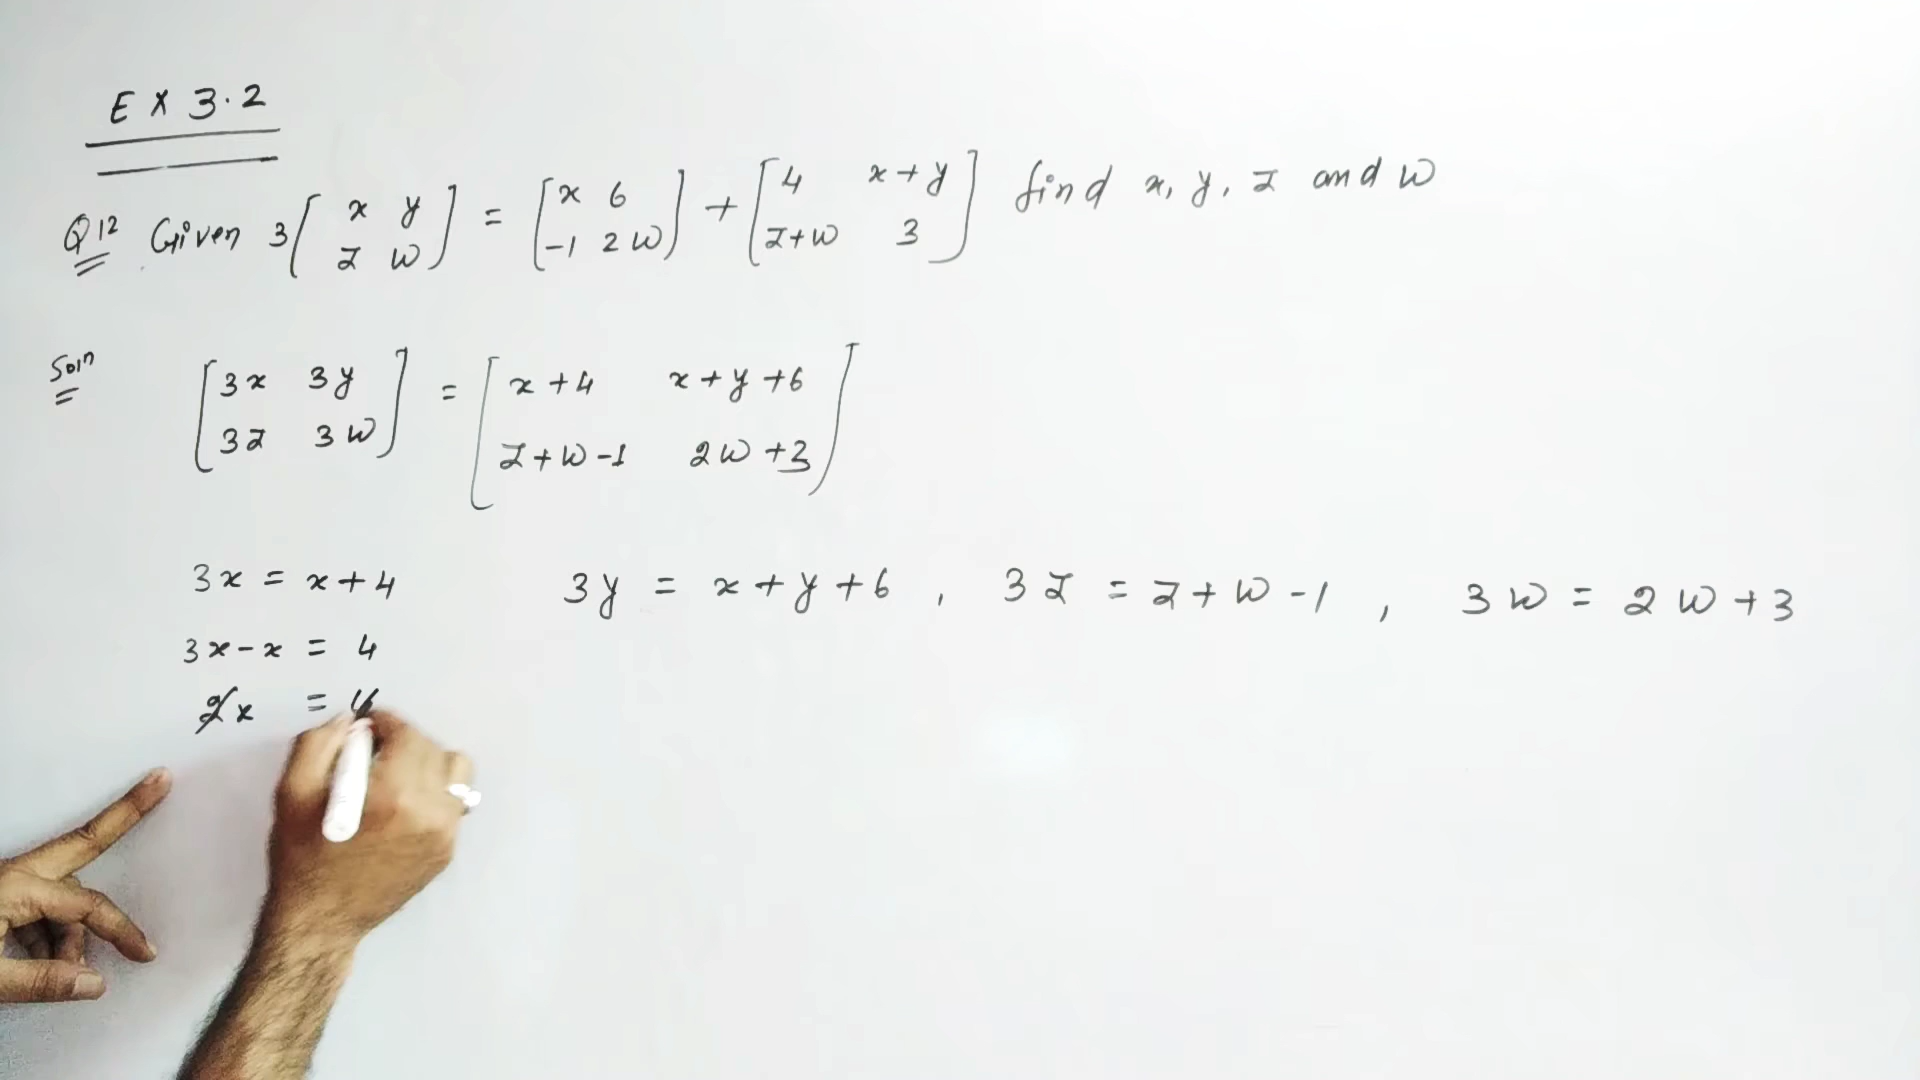 EX 3.2
Q12 Given 3[x y z w] = [x 6 -1 2w] + [4 x+y z+w 3] find x, y, z and w
Soln [3x 3y 3z 3w] = [x+4 x+y+6 z+w-1 2w+3]
3x = x+4 3y = x+y+6 , 3z = z+w-1 , 3w = 2w+3
3x-x = 4
2x = 4